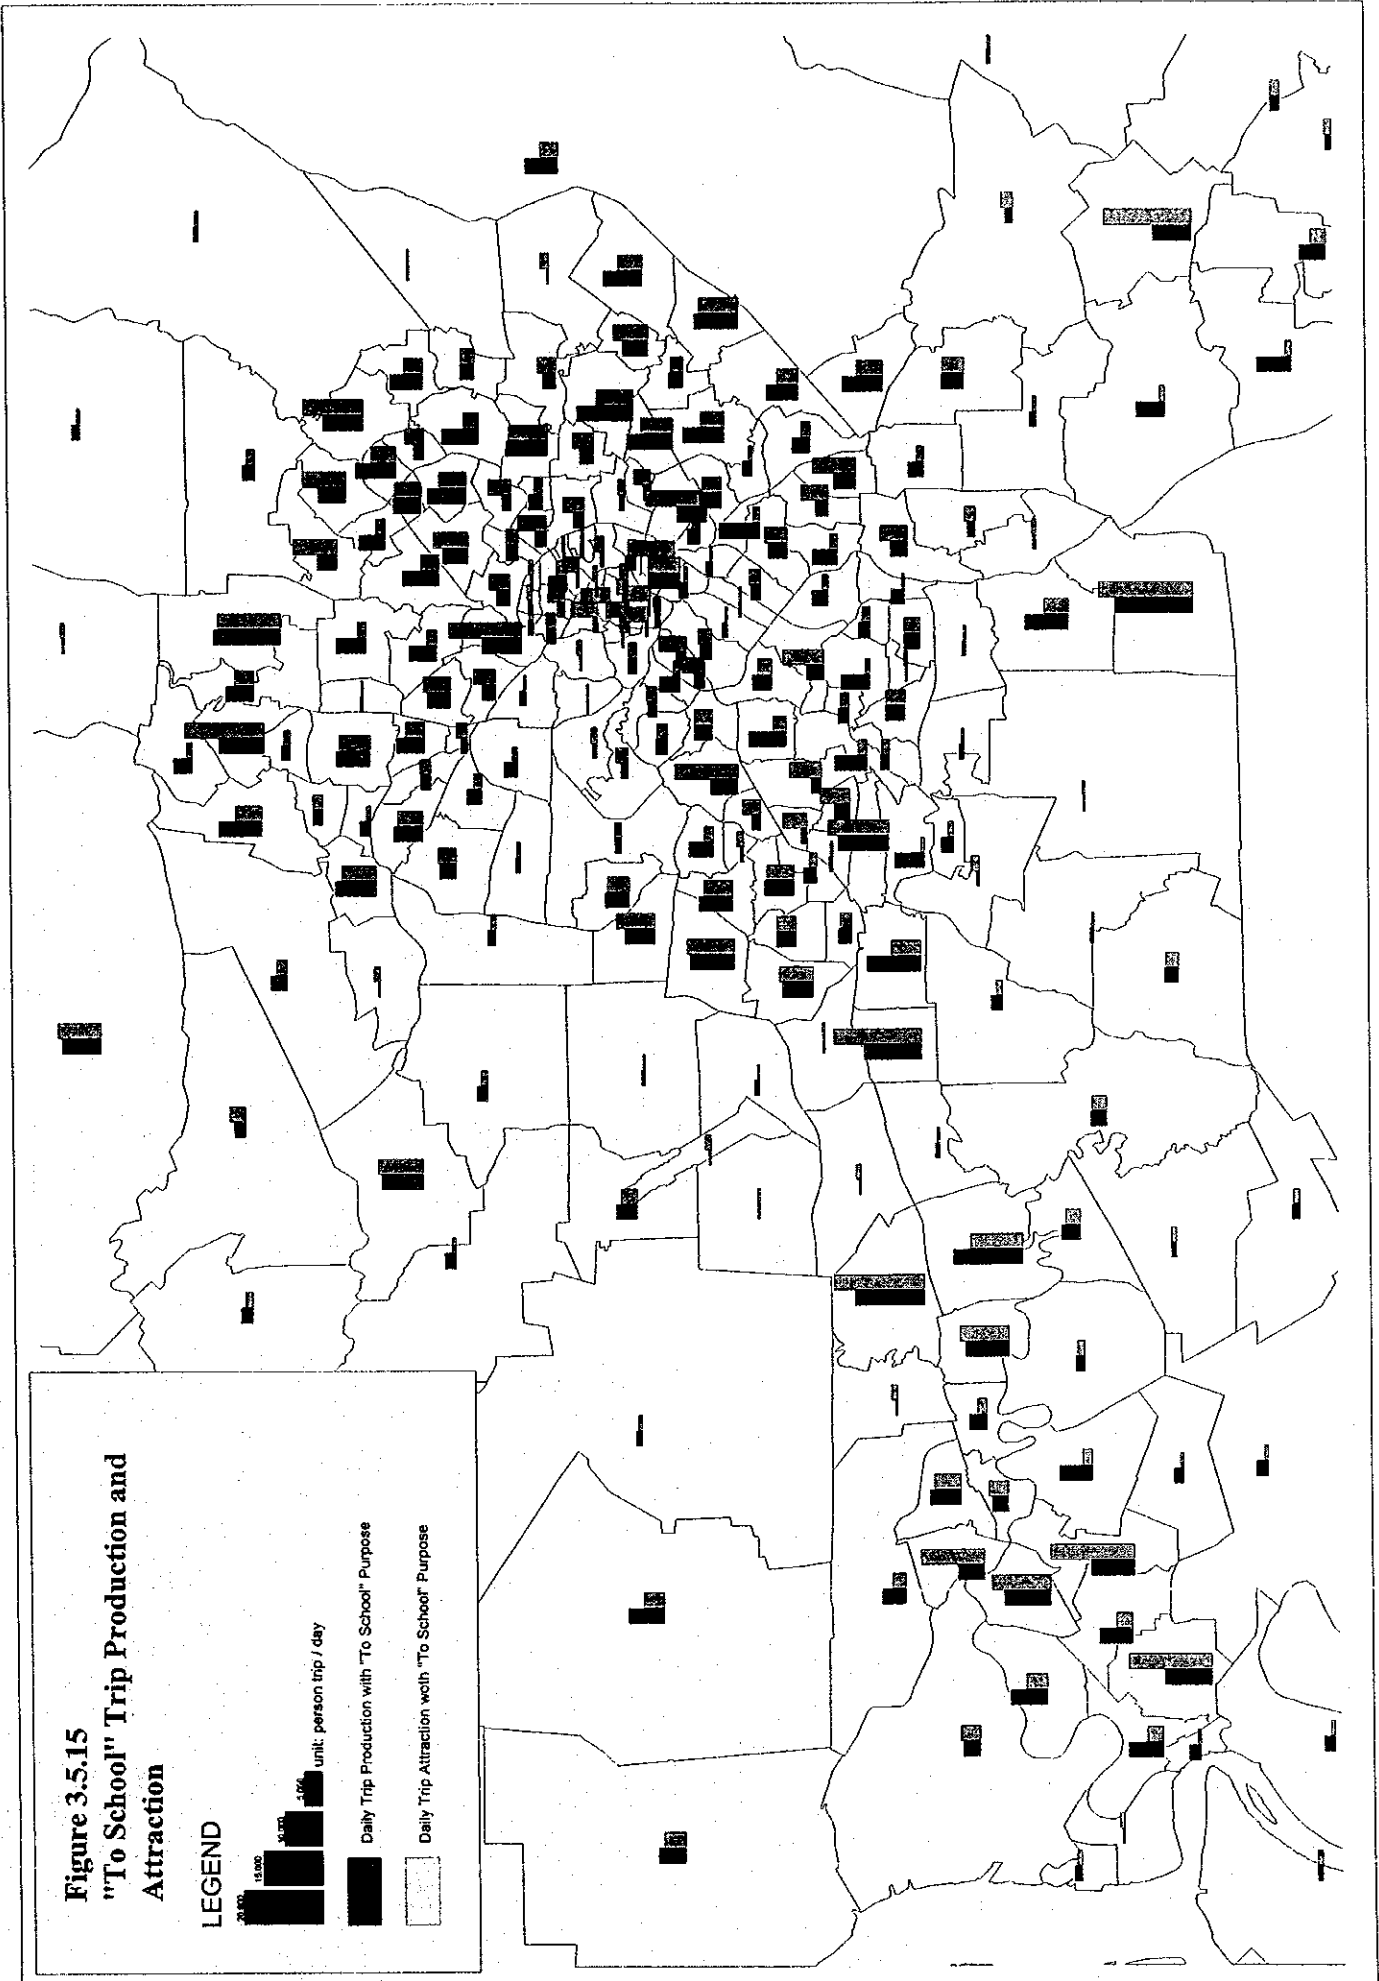 Figure 3.5.15
"To School" Trip Production and
Attraction
LEGEND
20,000
15,000
10,000
5,000
unit: person trip / day
Daily Trip Production with "To School" Purpose
Daily Trip Attraction woth "To School" Purpose